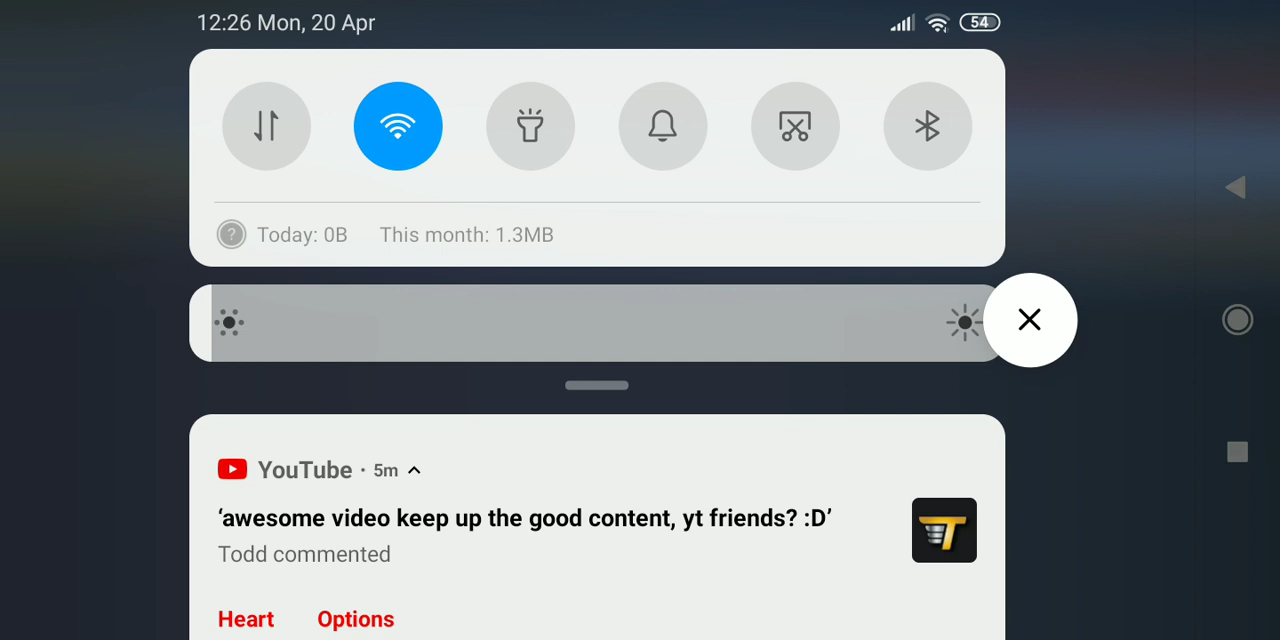 12:26 Mon, 20 Apr
54
Today: 0B This month: 1.3MB
YouTube · 5m
‘awesome video keep up the good content, yt friends? :D’
Todd commented
T
Heart Options